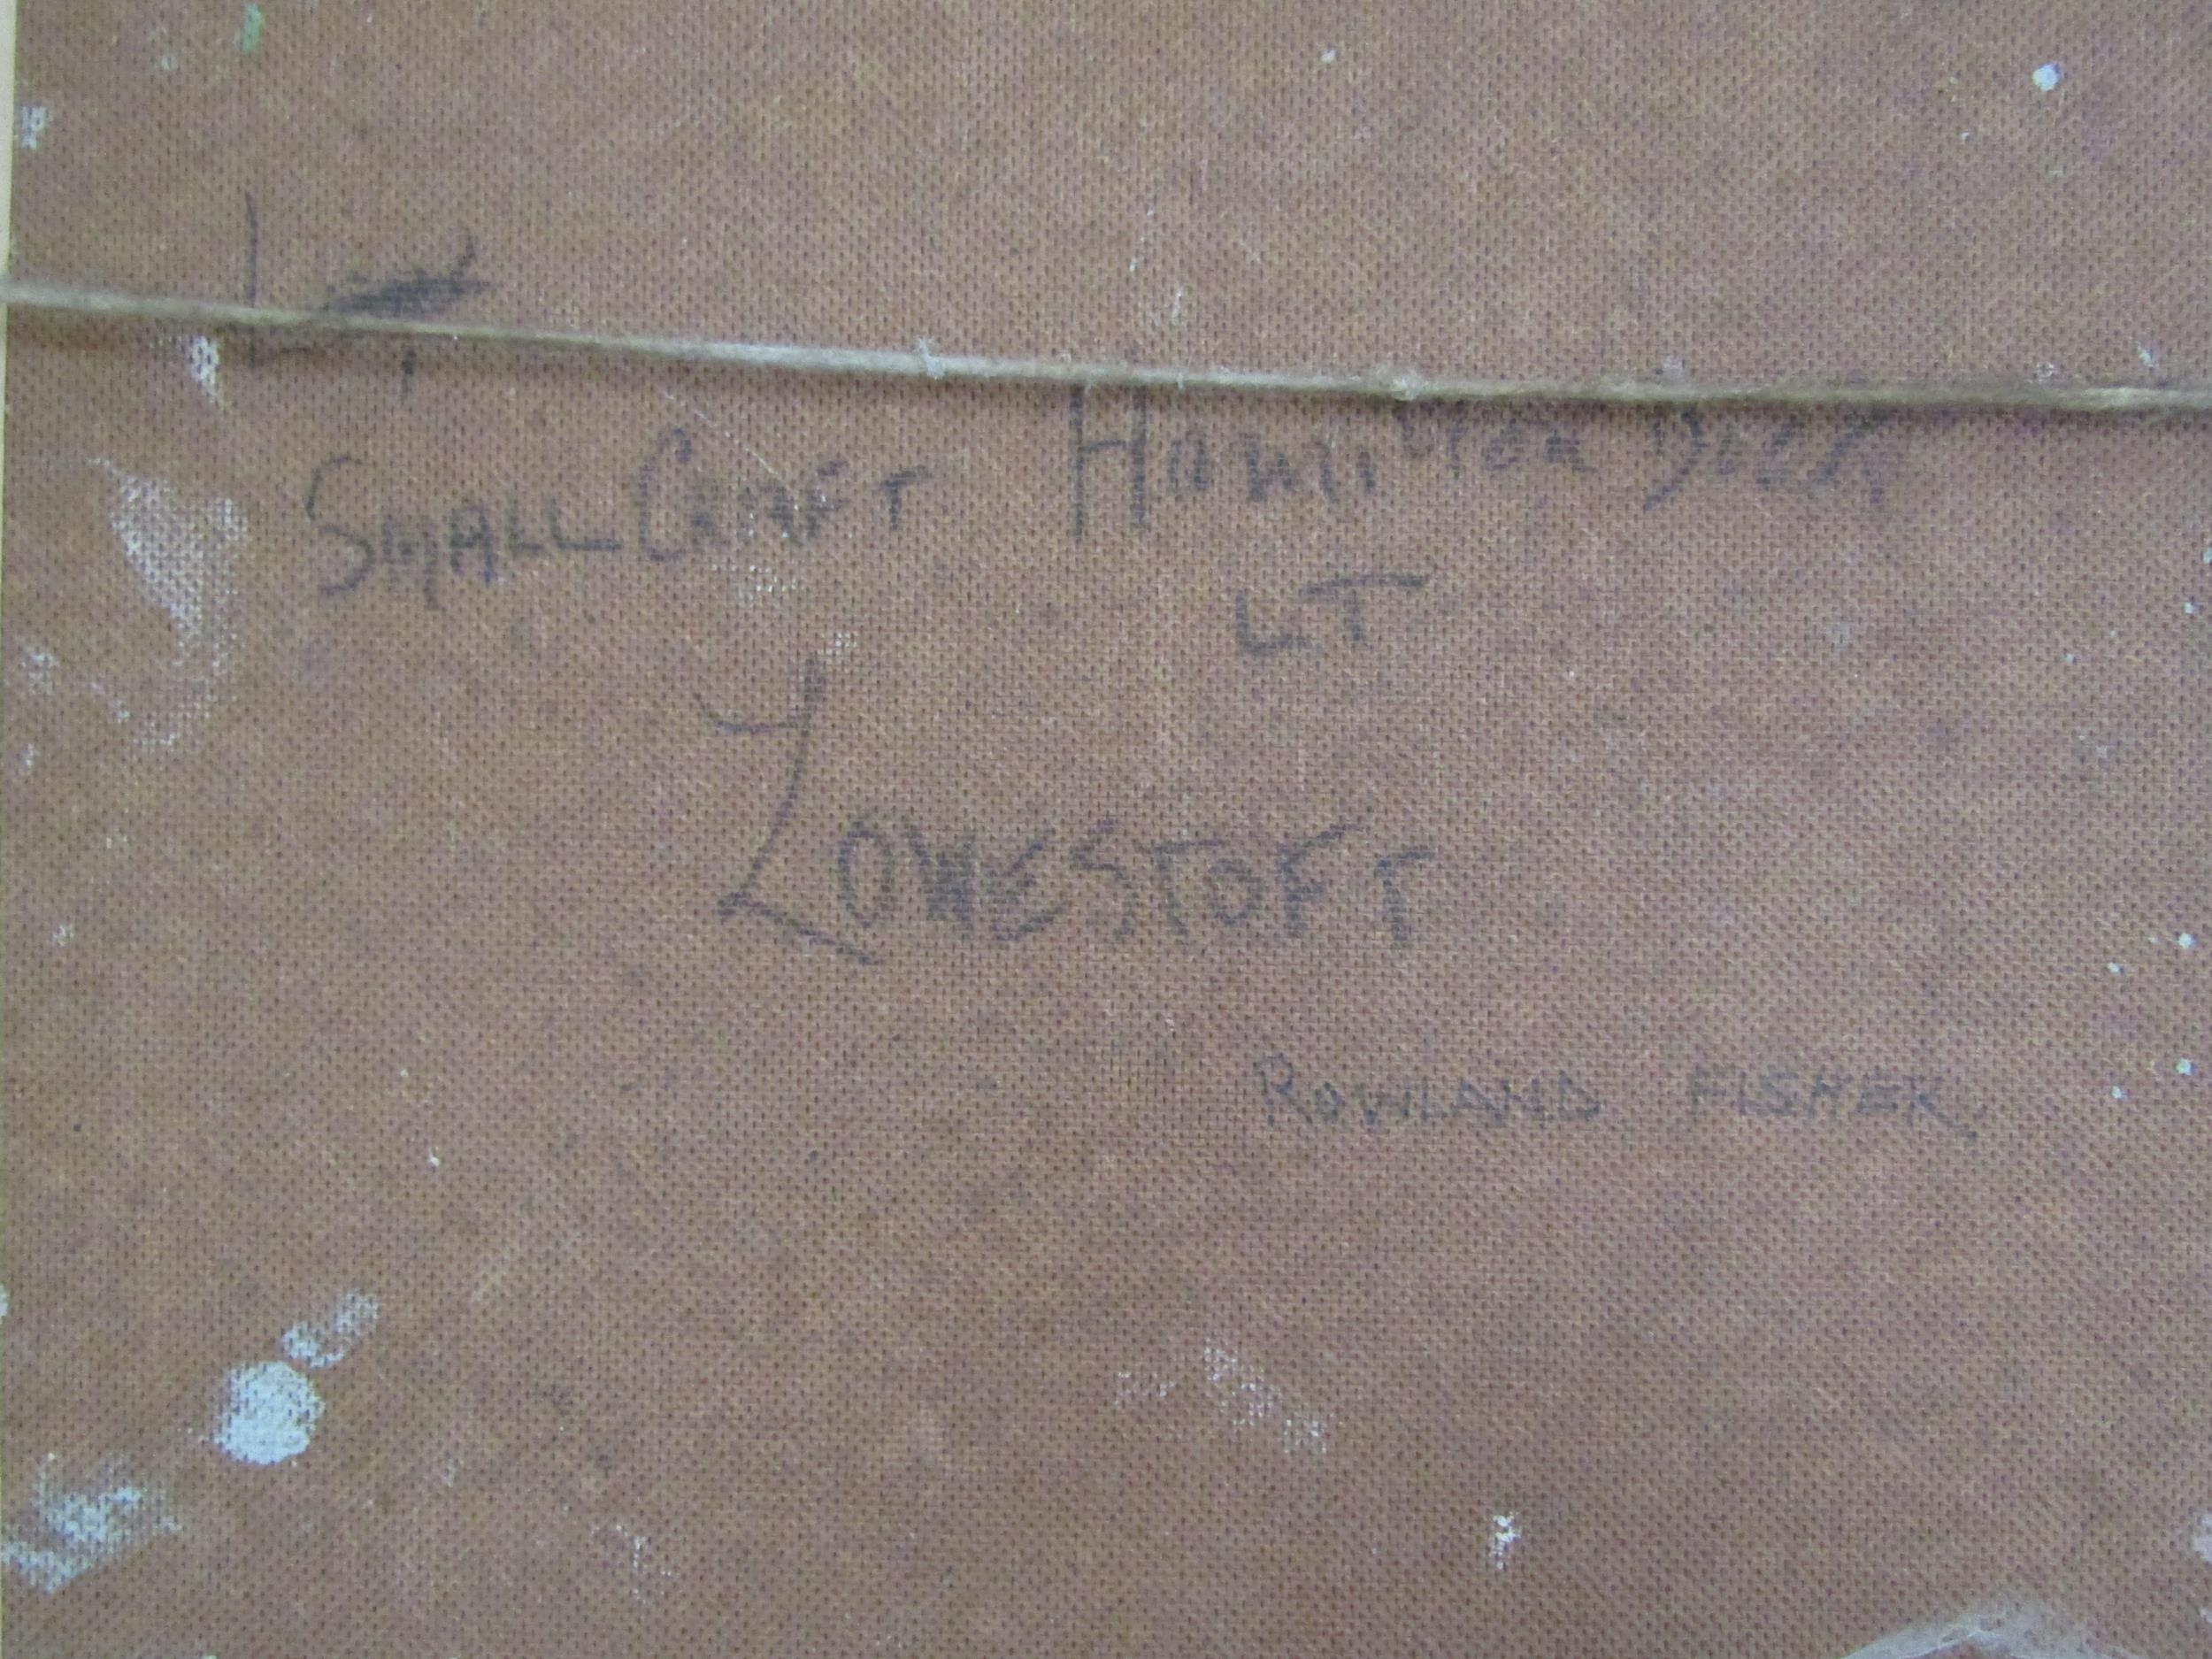 SMALL CRAFT Hamilton Dock
LT
LOWESTOFT
ROWLAND FISHER.